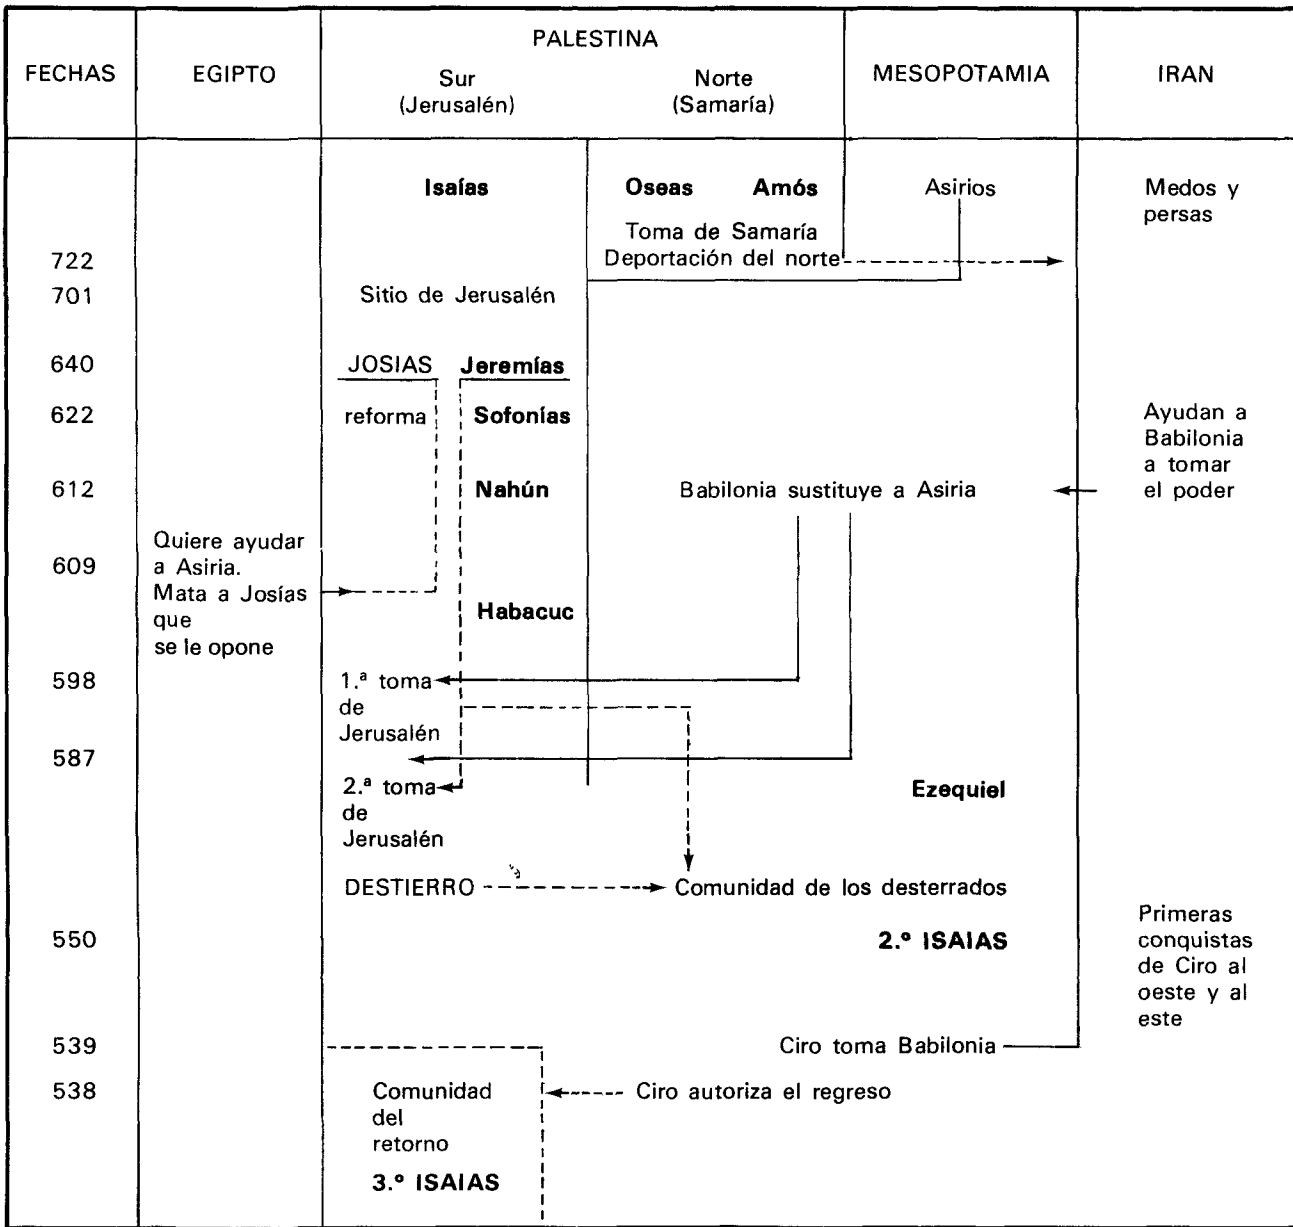 PALESTINA
FECHAS EGIPTO Sur Norte MESOPOTAMIA IRAN
(Jerusalén) (Samaría)
Isaías Oseas Amós Asirios Medos y
persas
Toma de Samaría
722 Deportación del norte
701 Sitio de Jerusalén
640 JOSIAS Jeremías
622 reforma Sofonías Ayudan a
Babilonia
a tomar
612 Nahún Babilonia sustituye a Asiria el poder
Quiere ayudar
609 a Asiria.
Mata a Josías
que
se le opone
Habacuc
598 1.ª toma
de
Jerusalén
587
2.ª toma Ezequiel
de
Jerusalén
DESTIERRO Comunidad de los desterrados
550 2.º ISAIAS Primeras
conquistas
de Ciro al
oeste y al
este
539 Ciro toma Babilonia
538 Comunidad Ciro autoriza el regreso
del
retorno
3.º ISAIAS